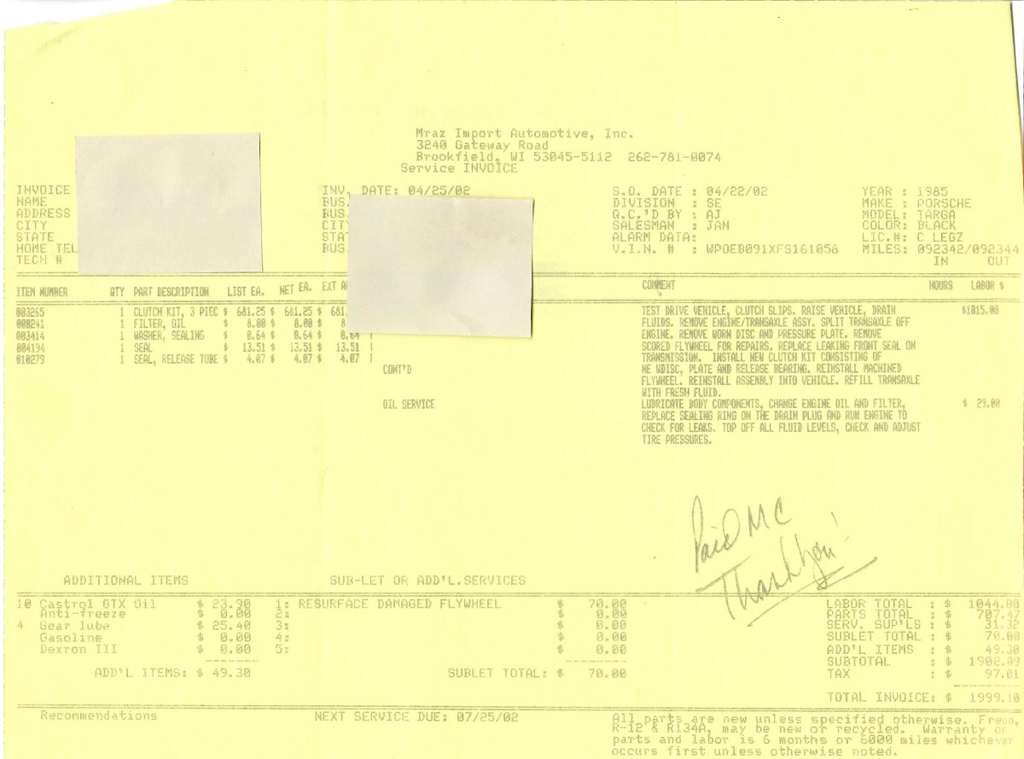 Mraz Import Automotive, Inc.
3240 Gateway Road
Brookfield, WI 53045-5112 262-781-0074
Service INVOICE
INVOICE INV. DATE: 04/25/02 S.O. DATE : 04/22/02 YEAR : 1985
NAME BUS. DIVISION : SE MAKE : PORSCHE
ADDRESS BUS. Q.C.'D BY : AJ MODEL: TARGA
CITY CITY SALESMAN : JAN COLOR: BLACK
STATE STA ALARM DATA: LIC.#: C LEGZ
HOME TEL BUS V.I.N. # : WP0EB091XFS161058 MILES: 092342/092344
TECH # IN OUT
ITEM NUMBER QTY PART DESCRIPTION LIST EA. NET EA. EXT COMMENT HOURS LABOR $
003265 1 CLUTCH KIT, 3 PIEC $ 681.25 $ 681.25 $ 681. TEST DRIVE VEHICLE, CLUTCH SLIPS. RAISE VEHICLE, DRAIN $1015.00
008241 1 FILTER, OIL $ 8.00 $ 8.00 $ 8 FLUIDS. REMOVE ENGINE/TRANSAXLE ASSY. SPLIT TRANSAXLE OFF
003414 1 WASHER, SEALING $ 0.64 $ 0.64 $ 0.64 ENGINE. REMOVE WORN DISC AND PRESSURE PLATE. REMOVE
004194 1 SEAL $ 13.51 $ 13.51 $ 13.51 SCORED FLYWHEEL FOR REPAIRS. REPLACE LEAKING FRONT SEAL ON
010279 1 SEAL, RELEASE TUBE $ 4.07 $ 4.07 $ 4.07 TRANSMISSION. INSTALL NEW CLUTCH KIT CONSISTING OF
CONT'D NE WDISC, PLATE AND RELEASE BEARING. REINSTALL MACHINED
FLYWHEEL. REINSTALL ASSEMBLY INTO VEHICLE. REFILL TRANSAXLE
WITH FRESH FLUID.
OIL SERVICE LUBRICATE BODY COMPONENTS, CHANGE ENGINE OIL AND FILTER, $ 29.00
REPLACE SEALING RING ON THE DRAIN PLUG AND RUN ENGINE TO
CHECK FOR LEAKS. TOP OFF ALL FLUID LEVELS, CHECK AND ADJUST
TIRE PRESSURES.
Paid MC
Thank you!
ADDITIONAL ITEMS SUB-LET OR ADD'L.SERVICES
10 Castrol GTX Oil $ 23.90 1: RESURFACE DAMAGED FLYWHEEL $ 70.00 LABOR TOTAL : $ 1044.00
Anti-freeze $ 0.00 2: $ 0.00 PARTS TOTAL : $ 707.47
4 Gear lube $ 25.40 3: $ 0.00 SERV. SUP'LS : $ 31.32
Gasoline $ 0.00 4: $ 0.00 SUBLET TOTAL : $ 70.00
Dexron III $ 0.00 5: $ 0.00 ADD'L ITEMS : $ 49.30
SUBTOTAL : $ 1902.09
ADD'L ITEMS: $ 49.30 SUBLET TOTAL: $ 70.00 TAX : $ 97.01
TOTAL INVOICE: $ 1999.10
Recommendations NEXT SERVICE DUE: 07/25/02 All parts are new unless specified otherwise. Freon,
R-12 & R134A, may be new or recycled. Warranty on
parts and labor is 6 months or 6000 miles whichever
occurs first unless otherwise noted.